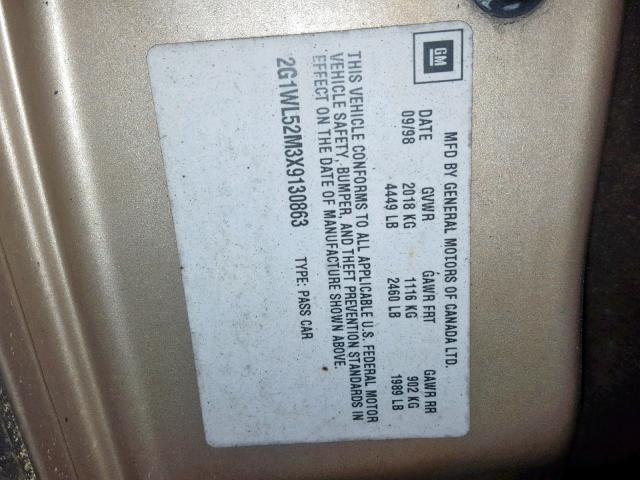 GM
MFD BY GENERAL MOTORS OF CANADA LTD.
DATE GVWR GAWR FRT GAWR RR
09/98 2018 KG 1116 KG 902 KG
4449 LB 2460 LB 1989 LB
THIS VEHICLE CONFORMS TO ALL APPLICABLE U.S. FEDERAL MOTOR
VEHICLE SAFETY, BUMPER, AND THEFT PREVENTION STANDARDS IN
EFFECT ON THE DATE OF MANUFACTURE SHOWN ABOVE.
2G1WL52M3X9130863 TYPE: PASS CAR